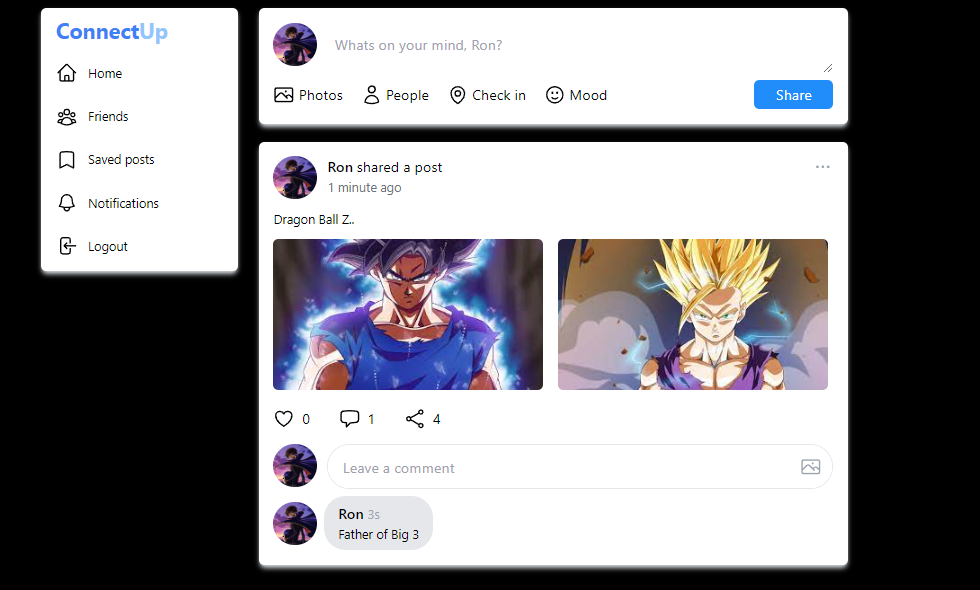 ConnectUp
Home
Friends
Saved posts
Notifications
Logout
Whats on your mind, Ron?
Photos People Check in Mood Share
Ron shared a post
1 minute ago
Dragon Ball Z..
0 1 4
Leave a comment
Ron 3s
Father of Big 3